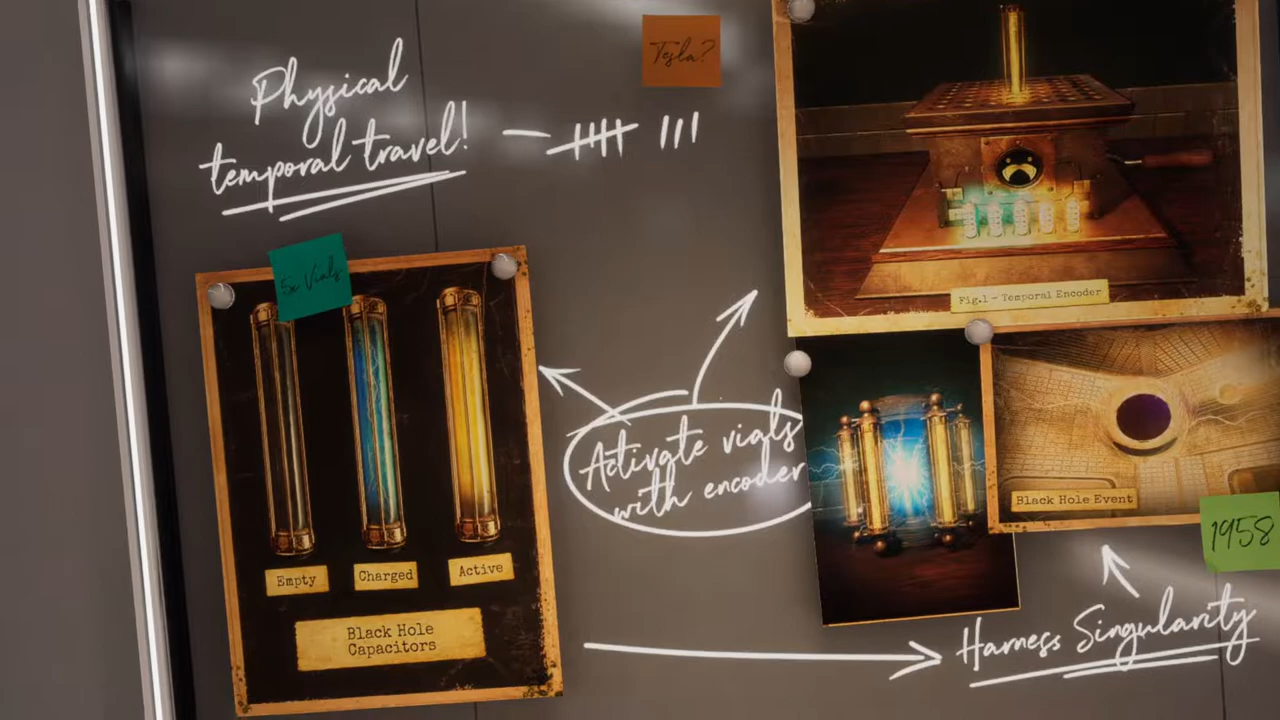 Tesla?
Physical
temporal travel!
5x Vials
Fig.1 - Temporal Encoder
Activate vials
with encoder
Black Hole Event
1958
Empty
Charged
Active
Black Hole
Capacitors
Harness Singularity